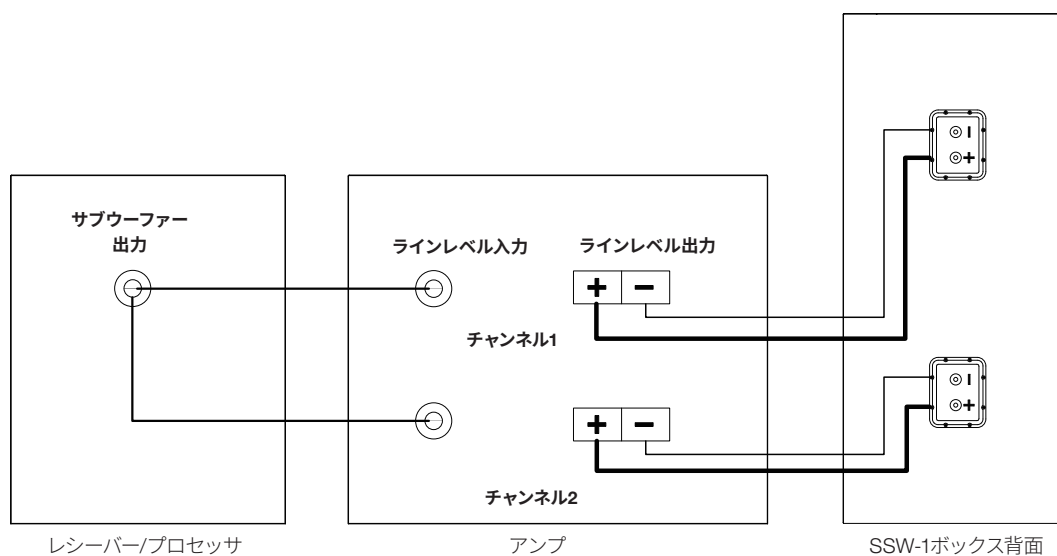 サブウーファー
出力
ラインレベル入力
ラインレベル出力
+ −
チャンネル1
+ −
チャンネル2
−
+
−
+
レシーバー/プロセッサ
アンプ
SSW-1ボックス背面